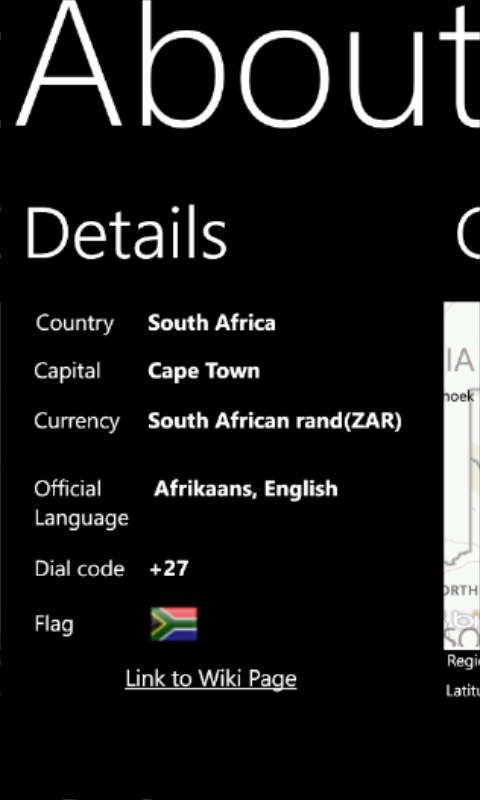 About
Details
Country South Africa
Capital Cape Town
Currency South African rand(ZAR)
Official Language Afrikaans, English
Dial code +27
Flag
Link to Wiki Page
IA
hoek
ORTH
SO
Regi
Latitu